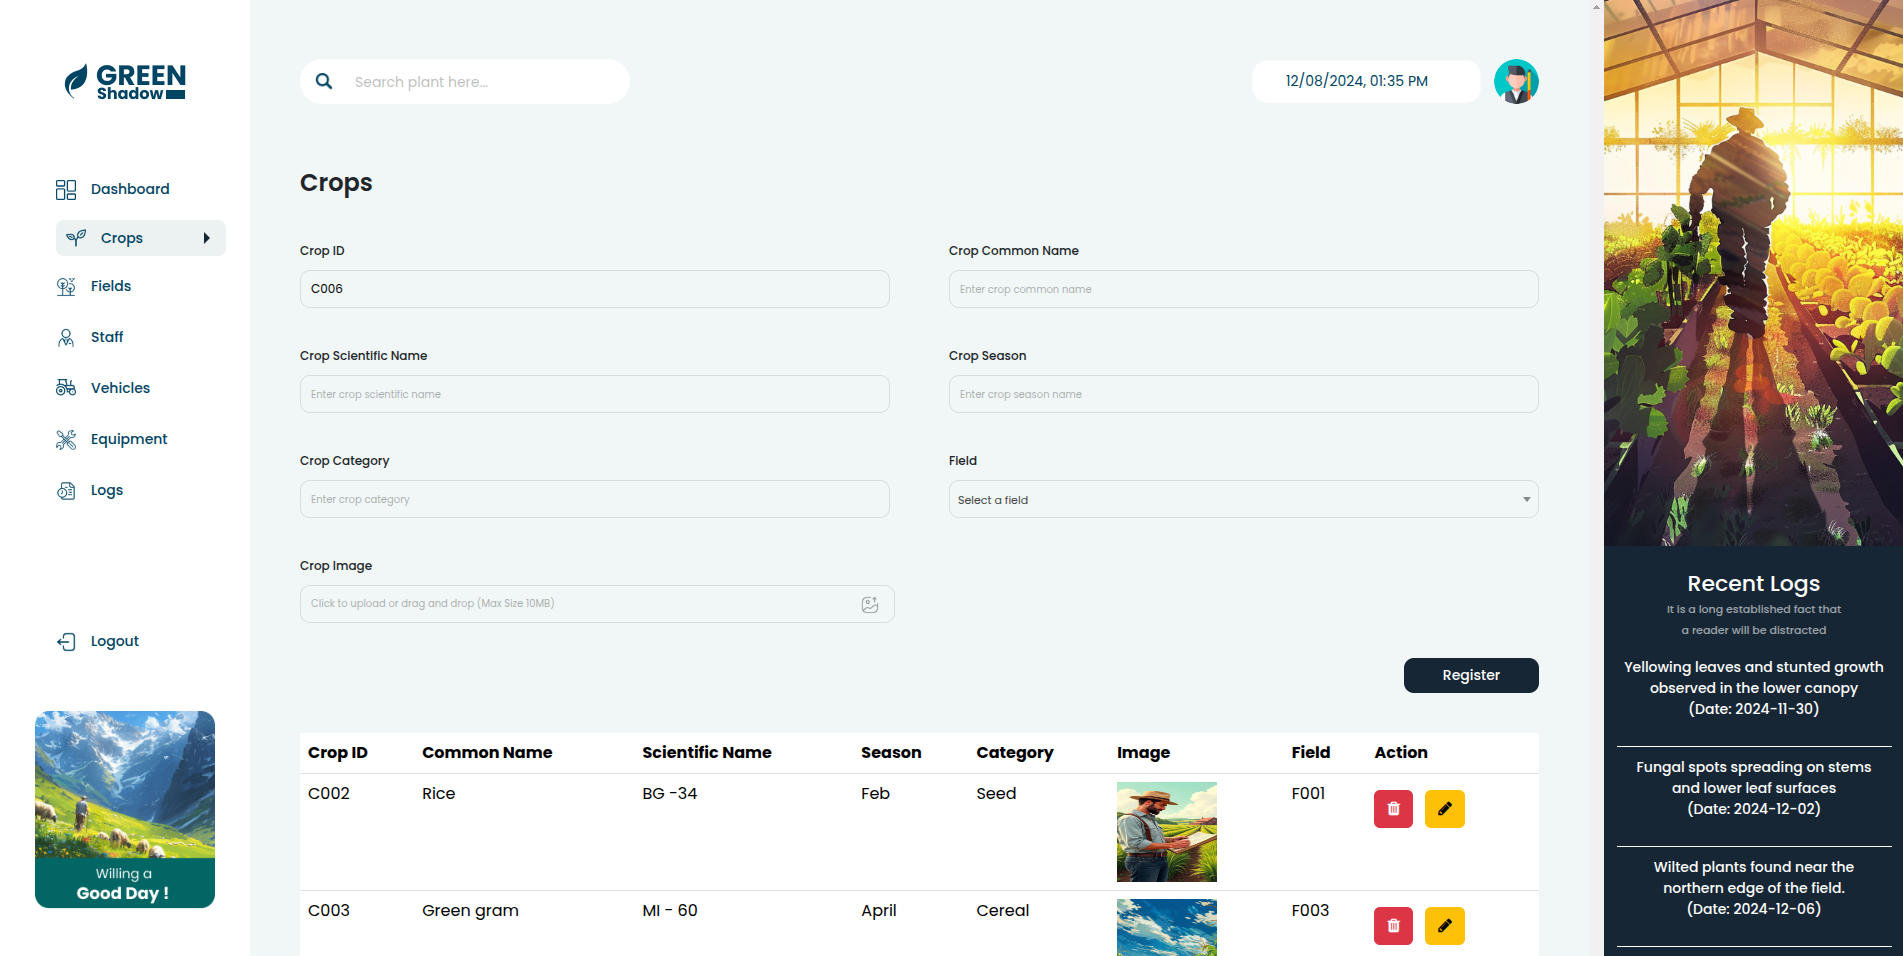 GREEN
Shadow
Dashboard
Crops
Fields
Staff
Vehicles
Equipment
Logs
Logout
Willing a
Good Day !
Search plant here...
12/08/2024, 01:35 PM
Crops
Crop ID
C006
Crop Common Name
Enter crop common name
Crop Scientific Name
Enter crop scientific name
Crop Season
Enter crop season name
Crop Category
Enter crop category
Field
Select a field
Crop Image
Click to upload or drag and drop (Max Size 10MB)
Register
Crop ID Common Name Scientific Name Season Category Image Field Action
C002 Rice BG -34 Feb Seed F001
C003 Green gram MI - 60 April Cereal F003
Recent Logs
It is a long established fact that
a reader will be distracted
Yellowing leaves and stunted growth
observed in the lower canopy
(Date: 2024-11-30)
Fungal spots spreading on stems
and lower leaf surfaces
(Date: 2024-12-02)
Wilted plants found near the
northern edge of the field.
(Date: 2024-12-06)